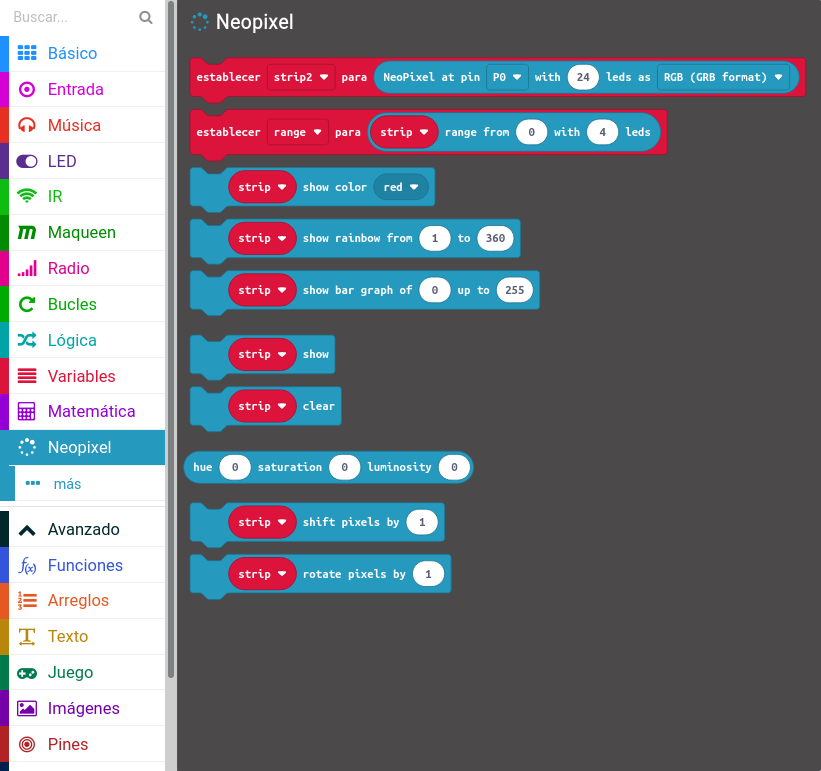 Buscar...
Básico
Entrada
Música
LED
IR
Maqueen
Radio
Bucles
Lógica
Variables
Matemática
Neopixel
más
Avanzado
Funciones
Arreglos
Texto
Juego
Imágenes
Pines
Neopixel
establecer strip2 para NeoPixel at pin P0 with 24 leds as RGB (GRB format)
establecer range para strip range from 0 with 4 leds
strip show color red
strip show rainbow from 1 to 360
strip show bar graph of 0 up to 255
strip show
strip clear
hue 0 saturation 0 luminosity 0
strip shift pixels by 1
strip rotate pixels by 1